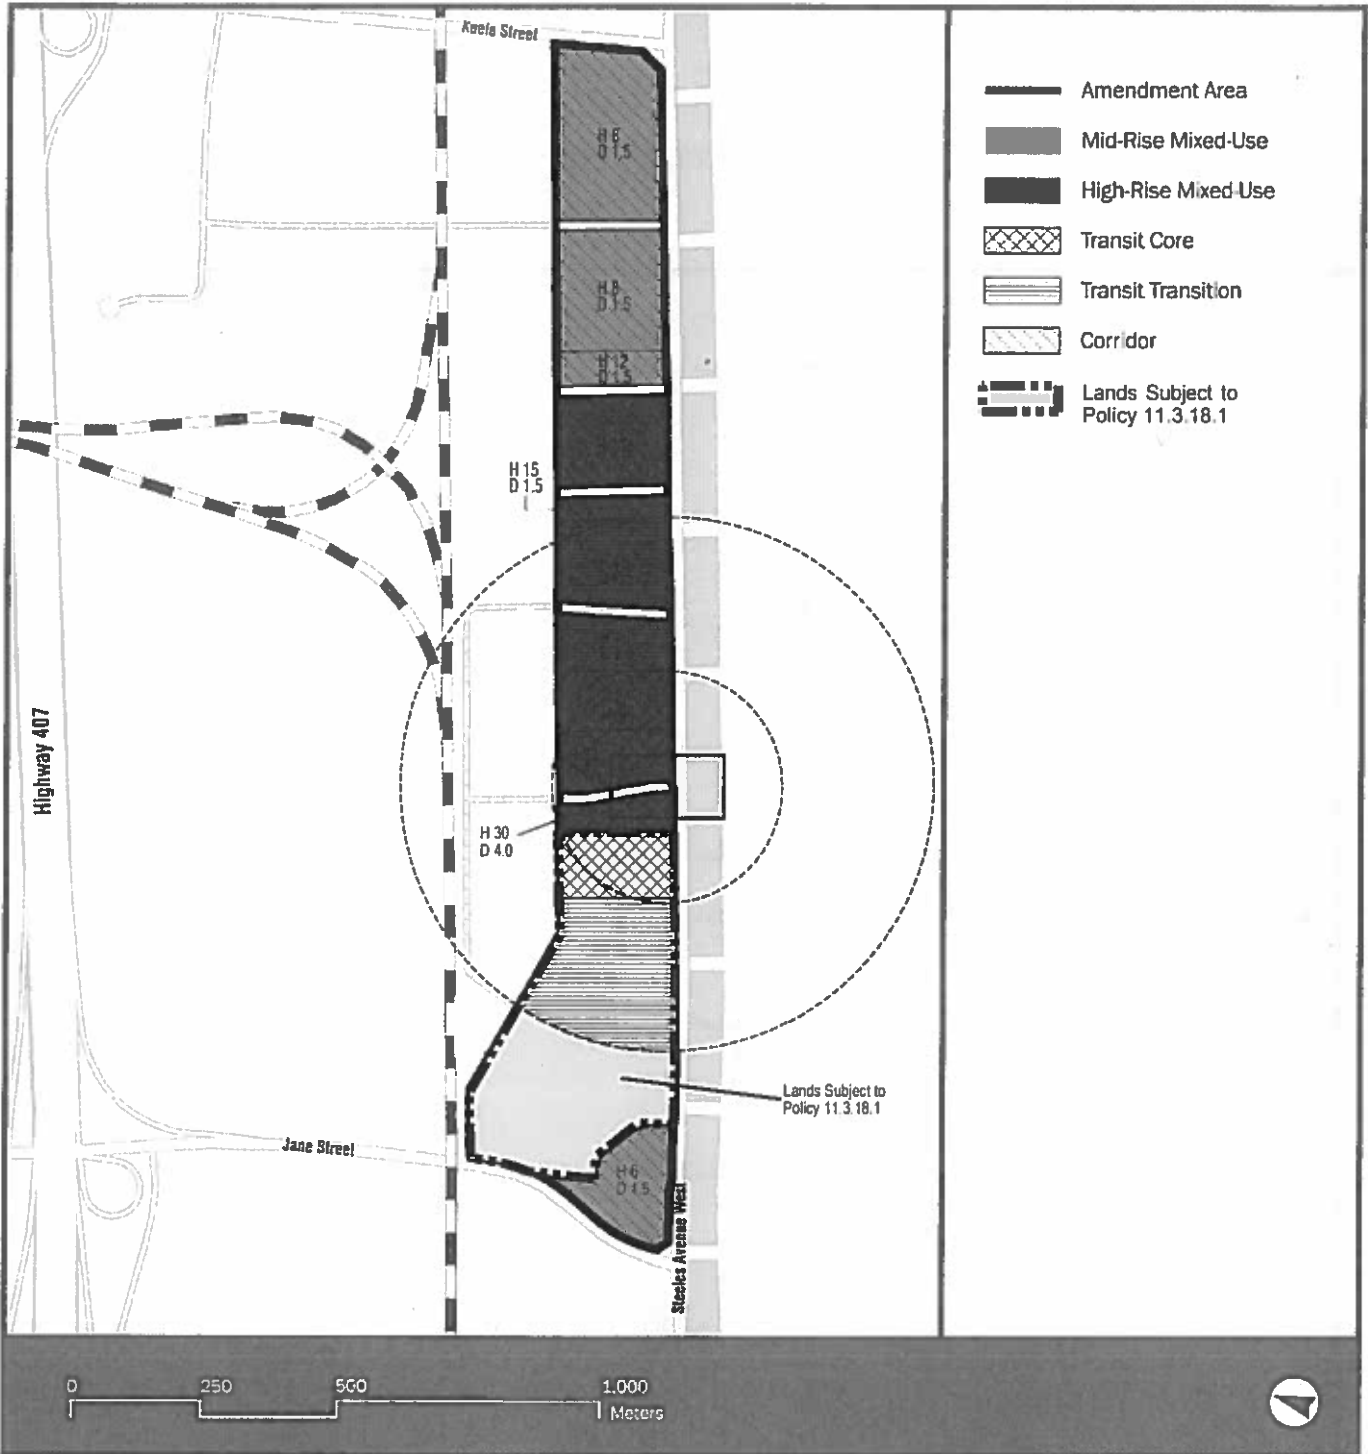 Keele Street
Amendment Area
Mid-Rise Mixed-Use
High-Rise Mixed-Use
Transit Core
Transit Transition
Corridor
Lands Subject to
Policy 11.3.18.1
H 8
D 1.5
H 12
D 1.5
H 15
D 1.5
Highway 407
H 30
D 4.0
Lands Subject to
Policy 11.3.18.1
Jane Street
H 6
D 1.5
Steeles Avenue West
0
250
500
1,000
Meters